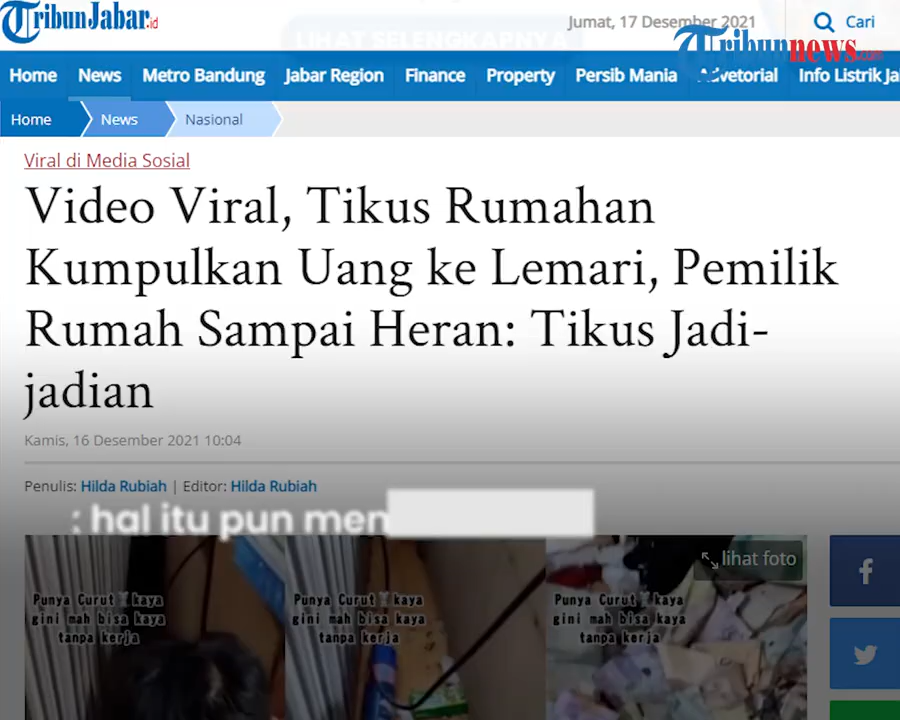 TribunJabar.id
Jumat, 17 Desember 2021
Cari
LIHAT SELENGKAPNYA
Tribunnews.com
Home News Metro Bandung Jabar Region Finance Property Persib Mania Advetorial Info Listrik Ja
Home News Nasional
Viral di Media Sosial
Video Viral, Tikus Rumahan
Kumpulkan Uang ke Lemari, Pemilik
Rumah Sampai Heran: Tikus Jadi-
jadian
Kamis, 16 Desember 2021 10:04
Penulis: Hilda Rubiah | Editor: Hilda Rubiah
: hal itu pun men
lihat foto
Punya Curut kaya
gini mah bisa kaya
tanpa kerja
Punya Curut kaya
gini mah bisa kaya
tanpa kerja
Punya Curut kaya
gini mah bisa kaya
tanpa kerja